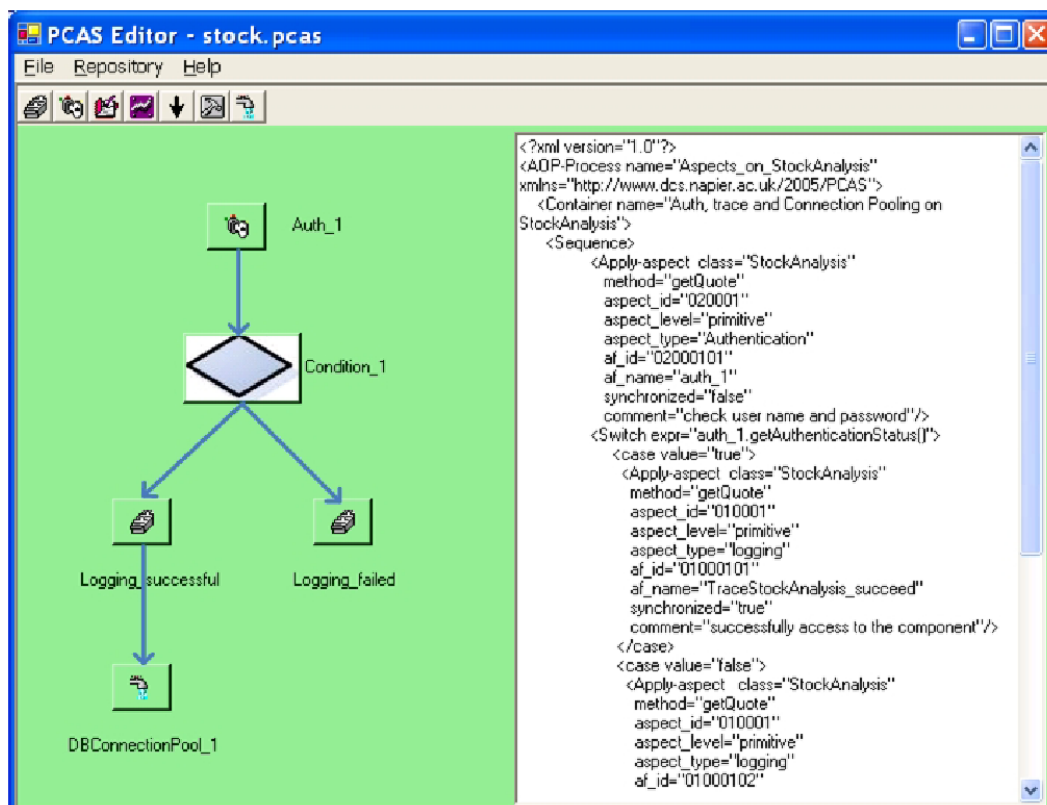 PCAS Editor - stock.pcas
File Repository Help
Auth_1
Condition_1
Logging_successful
Logging_failed
DBConnectionPool_1
<?xml version="1.0"?>
<AOP-Process name="Aspects_on_StockAnalysis"
xmlns="http://www.dcs.napier.ac.uk/2005/PCAS">
<Container name="Auth, trace and Connection Pooling on
StockAnalysis">
<Sequence>
<Apply-aspect class="StockAnalysis"
method="getQuote"
aspect_id="020001"
aspect_level="primitive"
aspect_type="Authentication"
af_id="02000101"
af_name="auth_1"
synchronized="false"
comment="check user name and password"/>
<Switch expr="auth_1.getAuthenticationStatus()">
<case value="true">
<Apply-aspect class="StockAnalysis"
method="getQuote"
aspect_id="010001"
aspect_level="primitive"
aspect_type="logging"
af_id="01000101"
af_name="TraceStockAnalysis_succeed"
synchronized="true"
comment="successfully access to the component"/>
</case>
<case value="false">
<Apply-aspect class="StockAnalysis"
method="getQuote"
aspect_id="010001"
aspect_level="primitive"
aspect_type="logging"
af_id="01000102"